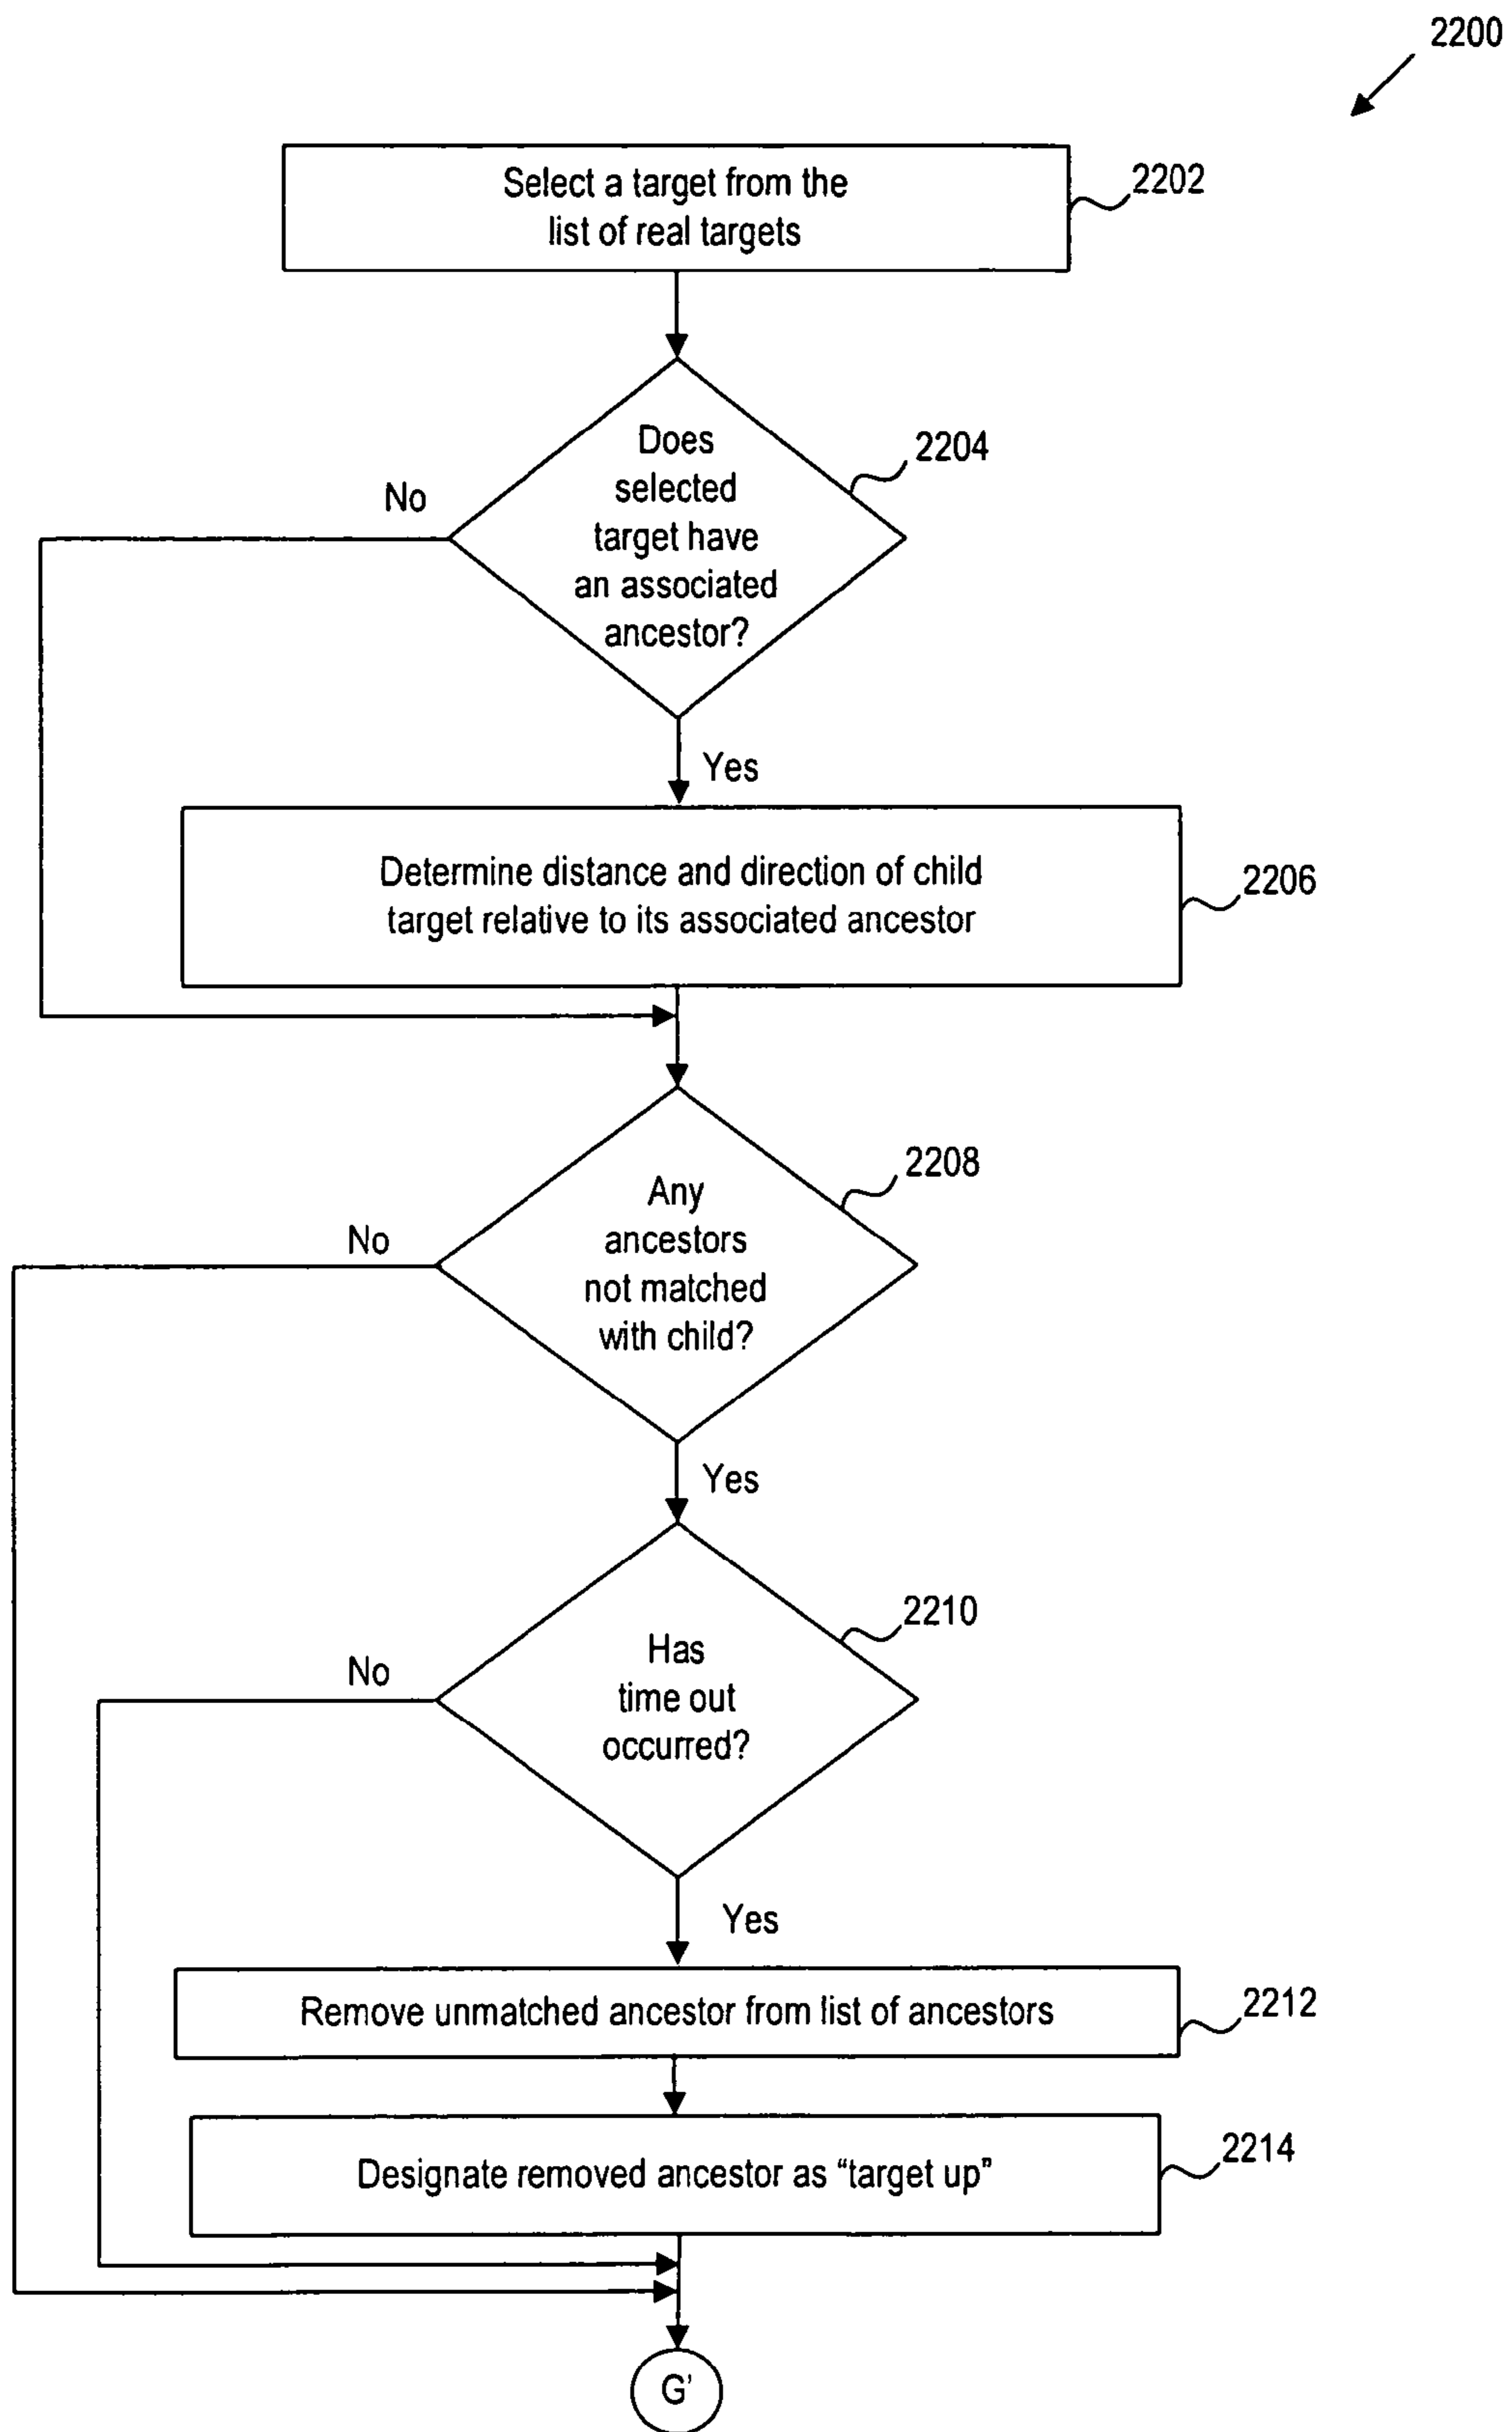 2200
Select a target from the
list of real targets
2202
Does
selected
target have
an associated
ancestor?
2204
No
Yes
Determine distance and direction of child
target relative to its associated ancestor
2206
Any
ancestors
not matched
with child?
2208
No
Yes
Has
time out
occurred?
2210
No
Yes
Remove unmatched ancestor from list of ancestors
2212
Designate removed ancestor as “target up”
2214
G’